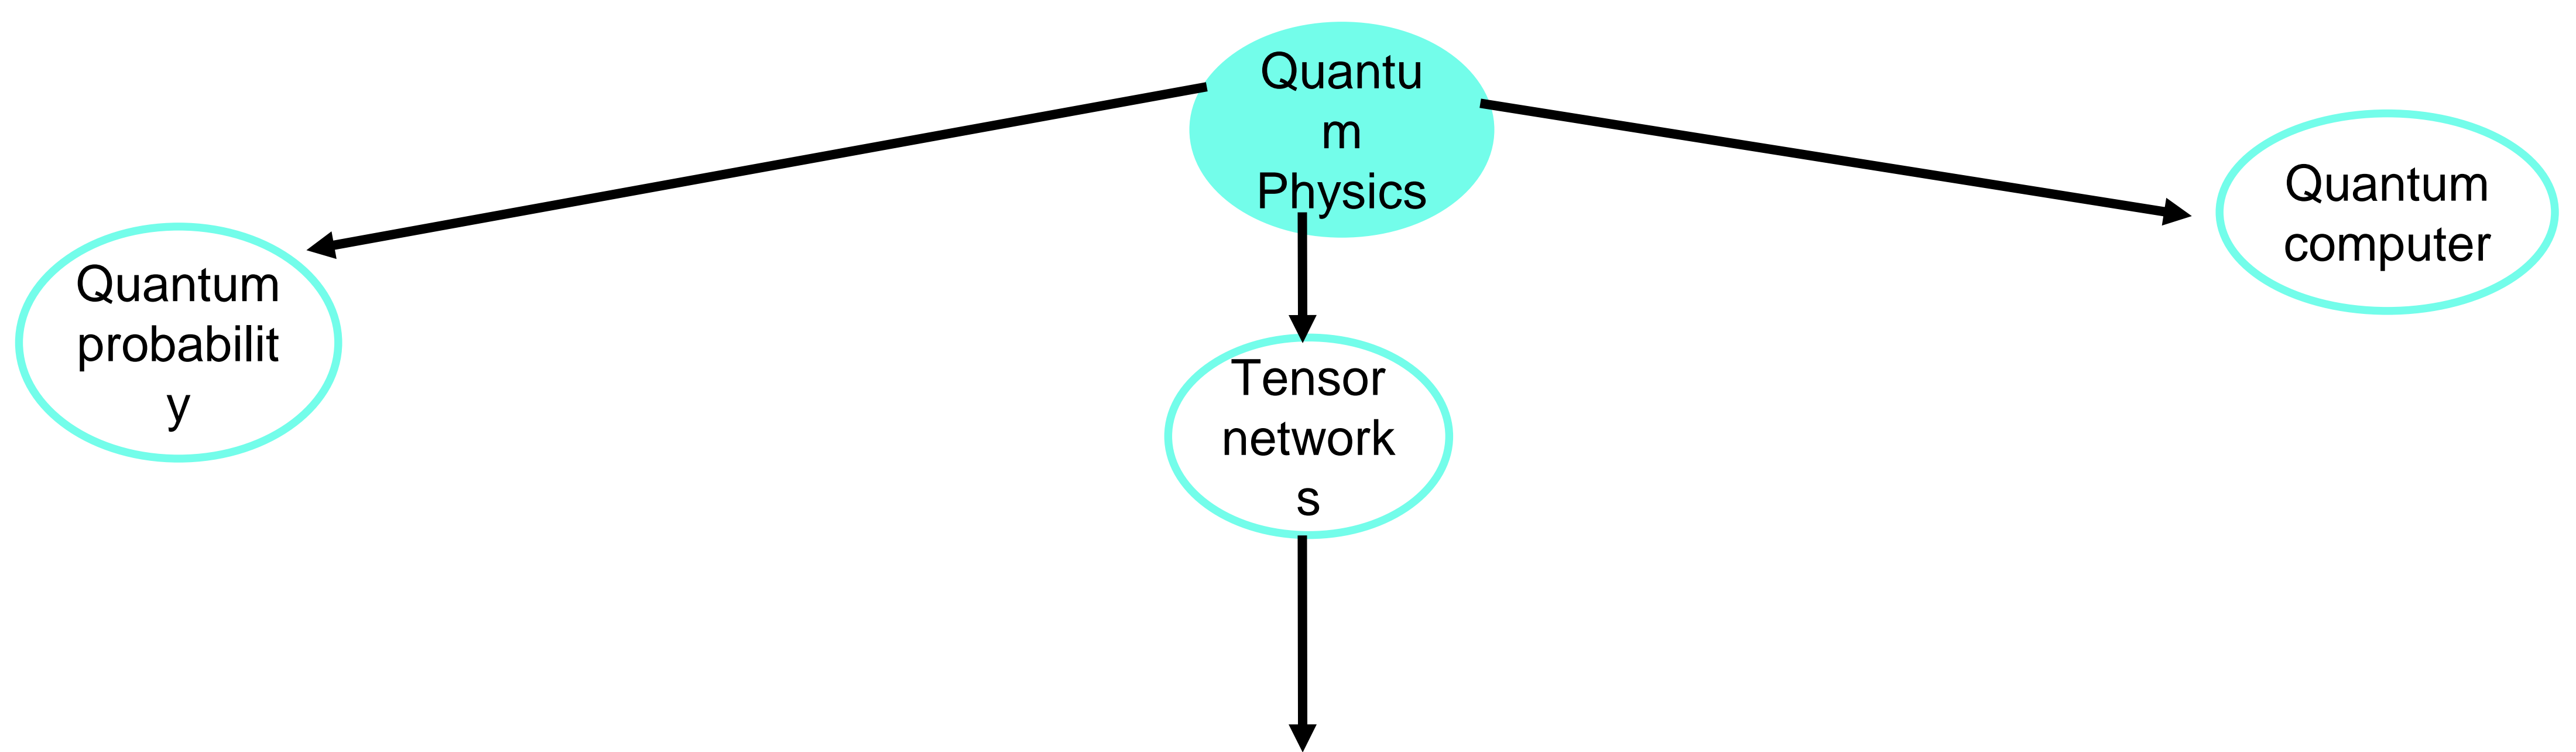 Quantu
m
Physics
Quantum
computer
Quantum
probabilit
y
Tensor
network
s